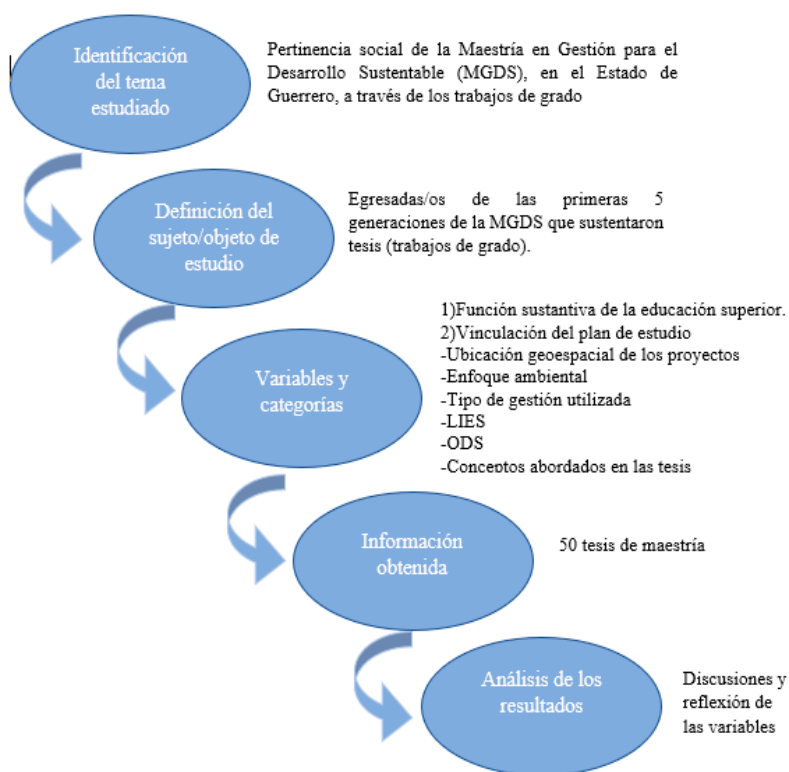 Identificación
del tema
estudiado
Pertinencia social de la Maestría en Gestión para el
Desarrollo Sustentable (MGDS), en el Estado de
Guerrero, a través de los trabajos de grado
Definición del
sujeto/objeto de
estudio
Egresadas/os de las primeras 5
generaciones de la MGDS que sustentaron
tesis (trabajos de grado).
Variables y
categorías
1)Función sustantiva de la educación superior.
2)Vinculación del plan de estudio
-Ubicación geoespacial de los proyectos
-Enfoque ambiental
-Tipo de gestión utilizada
-LIES
-ODS
-Conceptos abordados en las tesis
Información
obtenida
50 tesis de maestría
Análisis de los
resultados
Discusiones y
reflexión de
las variables